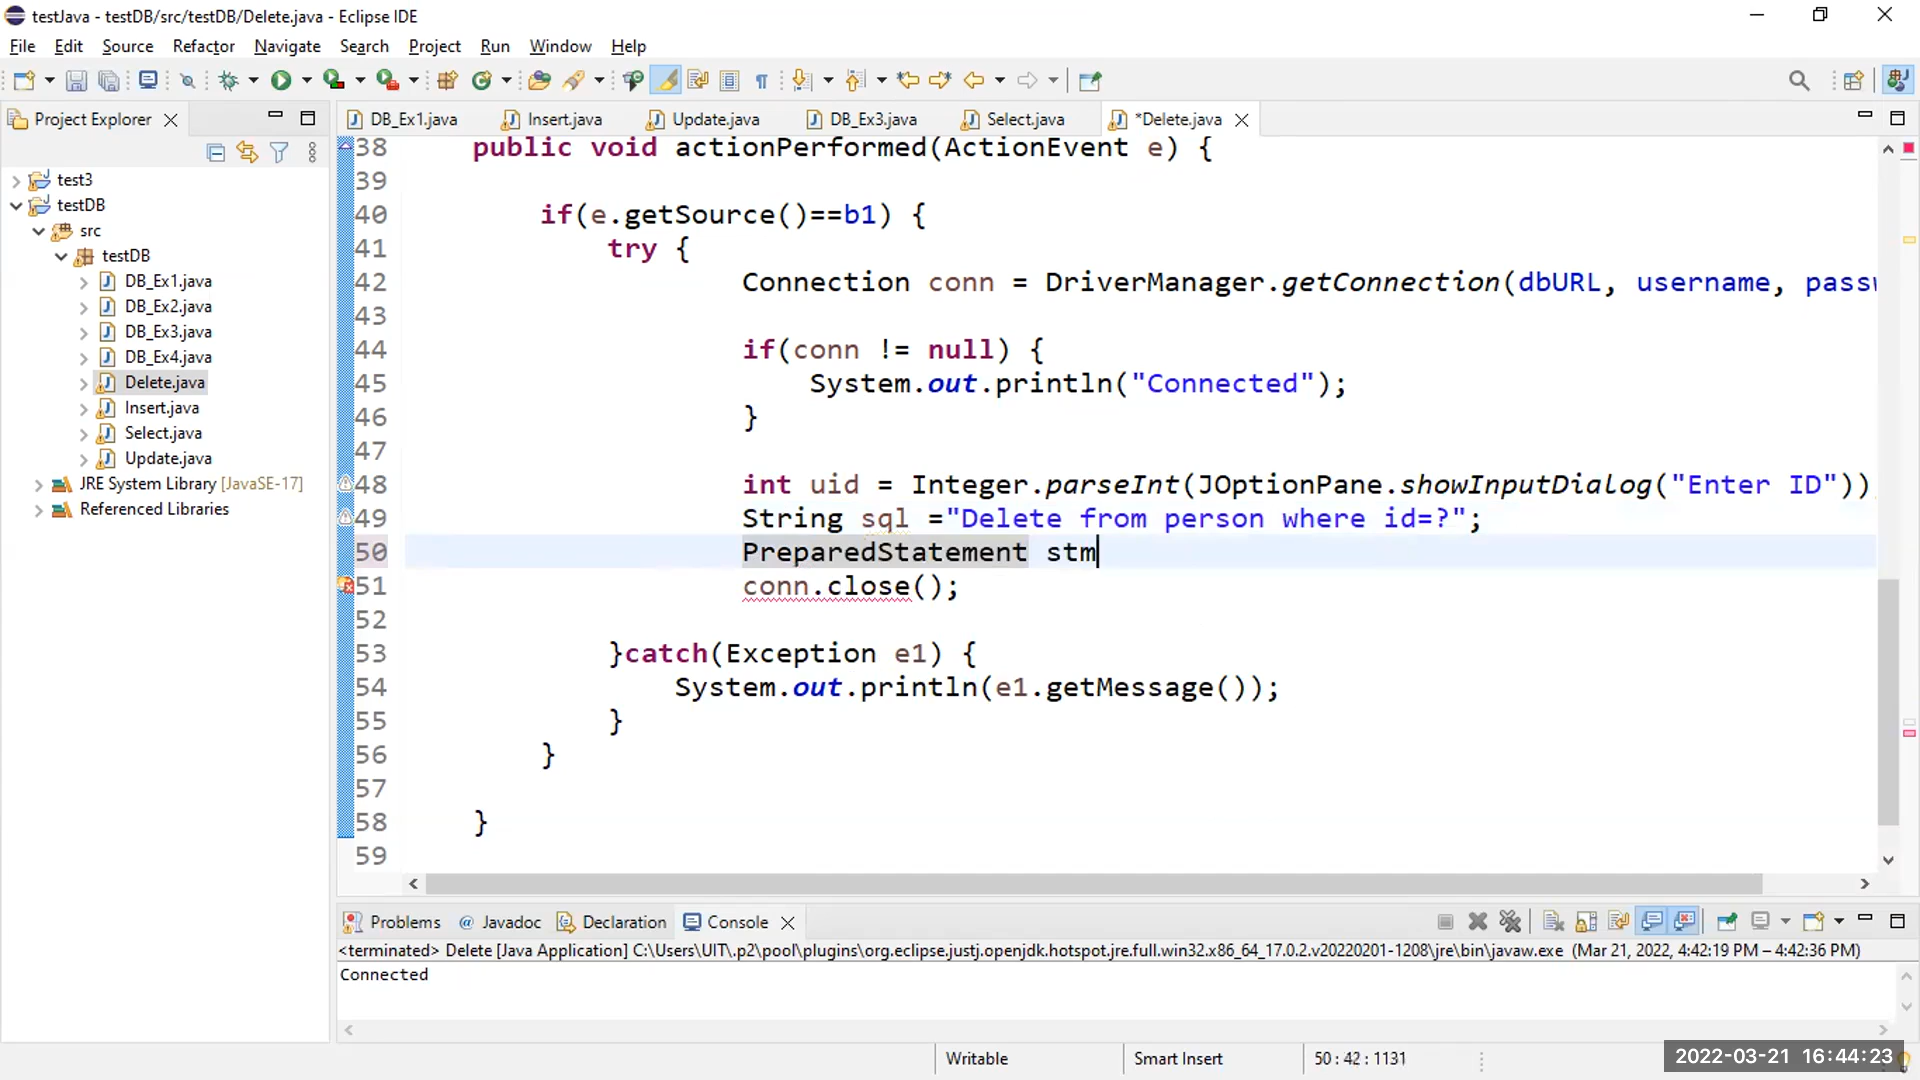 testJava - testDB/src/testDB/Delete.java - Eclipse IDE
File Edit Source Refactor Navigate Search Project Run Window Help
Project Explorer
DB_Ex1.java Insert.java Update.java DB_Ex3.java Select.java *Delete.java
test3
testDB
src
testDB
DB_Ex1.java
DB_Ex2.java
DB_Ex3.java
DB_Ex4.java
Delete.java
Insert.java
Select.java
Update.java
JRE System Library [JavaSE-17]
Referenced Libraries
38 public void actionPerformed(ActionEvent e) {
39
40 if(e.getSource()==b1) {
41 try {
42 Connection conn = DriverManager.getConnection(dbURL, username, passw
43
44 if(conn != null) {
45 System.out.println("Connected");
46 }
47
48 int uid = Integer.parseInt(JOptionPane.showInputDialog("Enter ID"))
49 String sql ="Delete from person where id=?";
50 PreparedStatement stm
51 conn.close();
52
53 }catch(Exception e1) {
54 System.out.println(e1.getMessage());
55 }
56 }
57
58 }
59
Problems @ Javadoc Declaration Console
<terminated> Delete [Java Application] C:\Users\UIT\.p2\pool\plugins\org.eclipse.justj.openjdk.hotspot.jre.full.win32.x86_64_17.0.2.v20220201-1208\jre\bin\javaw.exe (Mar 21, 2022, 4:42:19 PM – 4:42:36 PM)
Connected
Writable Smart Insert 50 : 42 : 1131
2022-03-21 16:44:23